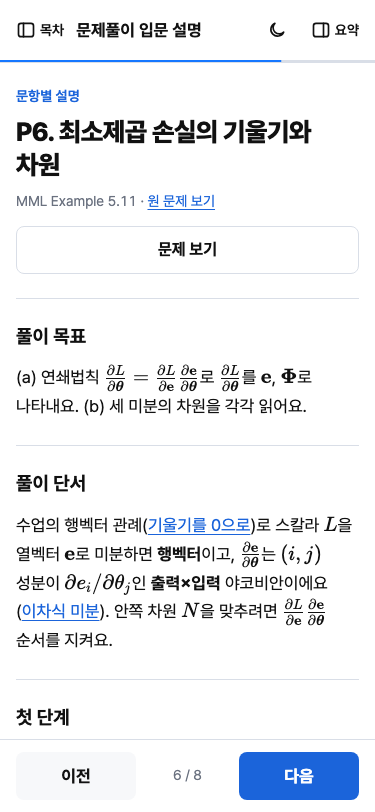 목차 문제풀이 입문 설명 요약
문항별 설명
P6. 최소제곱 손실의 기울기와
차원
MML Example 5.11 · 원 문제 보기
문제 보기
풀이 목표
(a) 연쇄법칙 ∂L/∂θ = ∂L/∂e ∂e/∂θ로 ∂L/∂θ를 e, Φ로
나타내요. (b) 세 미분의 차원을 각각 읽어요.
풀이 단서
수업의 행벡터 관례(기울기를 0으로)로 스칼라 L을
열벡터 e로 미분하면 행벡터이고, ∂e/∂θ는 (i, j)
성분이 ∂eᵢ/∂θⱼ인 출력×입력 야코비안이에요
(이차식 미분). 안쪽 차원 N을 맞추려면 ∂L/∂e ∂e/∂θ
순서를 지켜요.
첫 단계
이전 6 / 8 다음